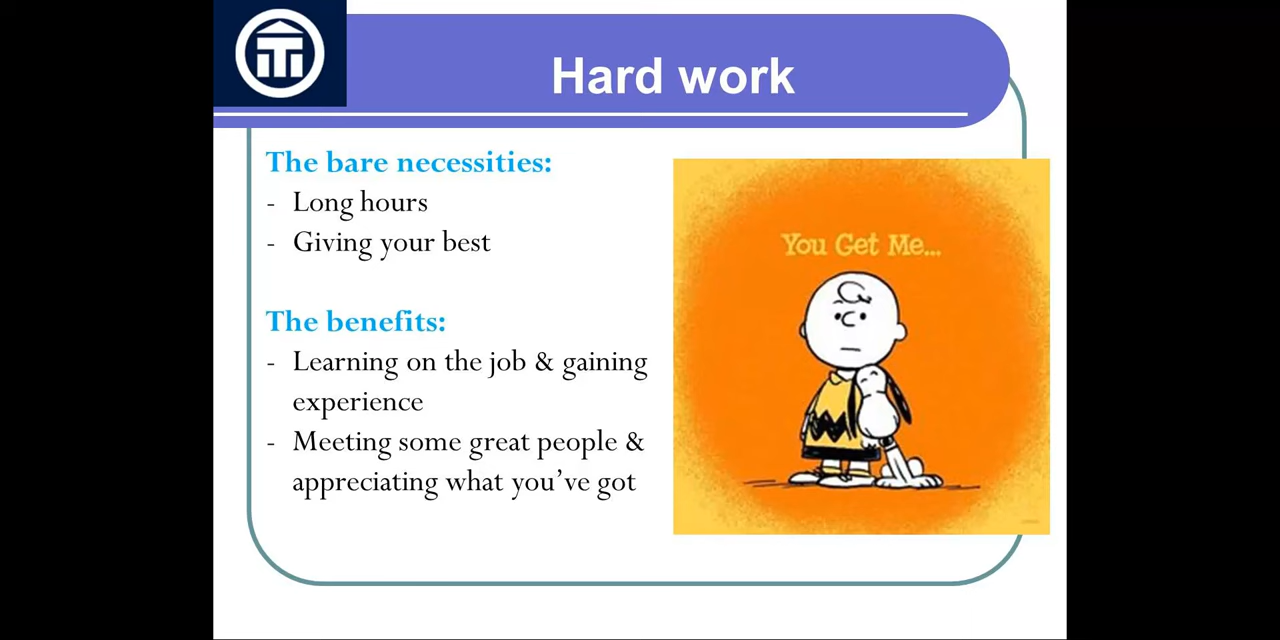 Hard work
The bare necessities:
- Long hours
- Giving your best
The benefits:
- Learning on the job & gaining
experience
- Meeting some great people &
appreciating what you’ve got
You Get Me...